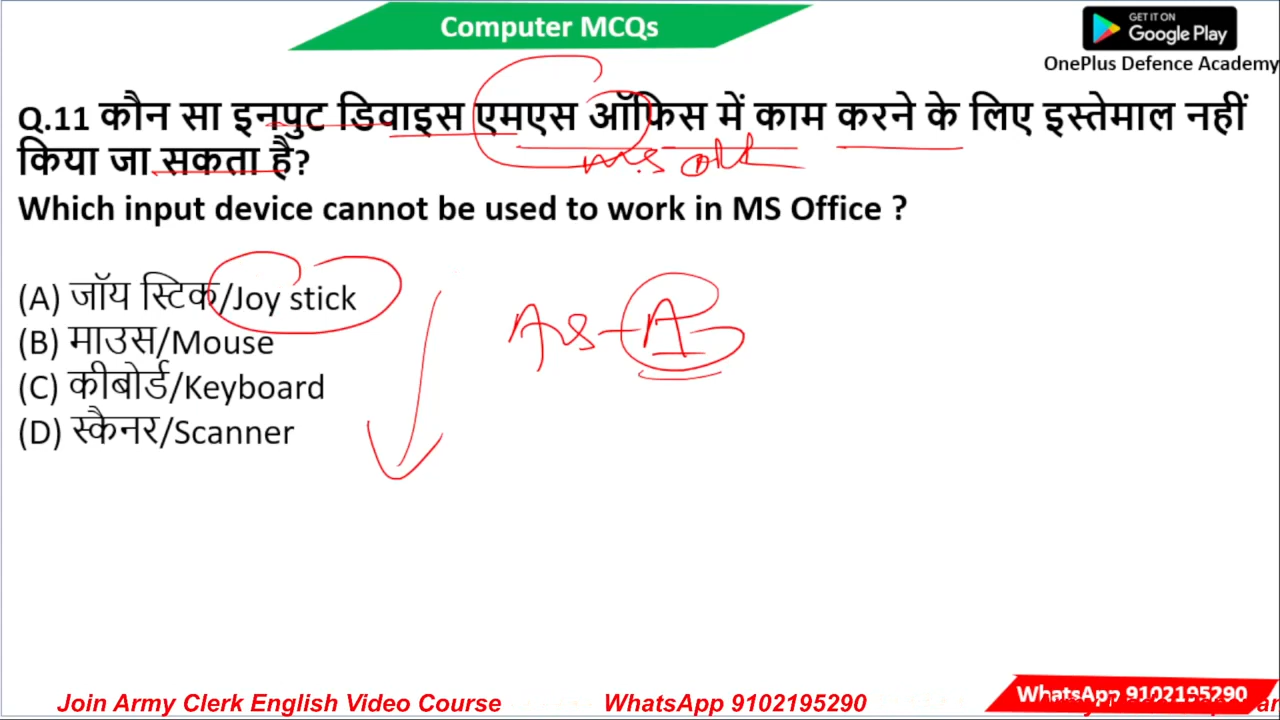 Computer MCQs
GET IT ON
Google Play
OnePlus Defence Academy
Q.11 कौन सा इनपुट डिवाइस एमएस ऑफिस में काम करने के लिए इस्तेमाल नहीं
किया जा सकता है?
Which input device cannot be used to work in MS Office ?
(A) जॉय स्टिक/Joy stick
(B) माउस/Mouse
(C) कीबोर्ड/Keyboard
(D) स्कैनर/Scanner
Ans - A
Join Army Clerk English Video Course
WhatsApp 9102195290
WhatsApp 9102195290